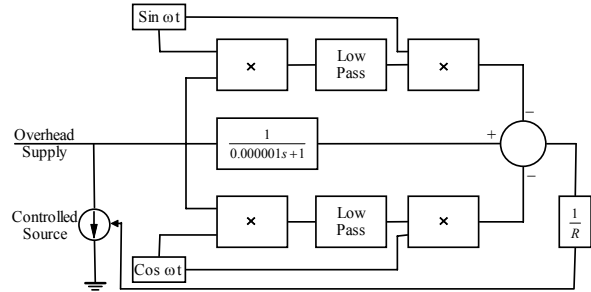 Sin ωt
×
Low
Pass
×
−
Overhead
Supply
1
0.000001s+1
+
−
Controlled
Source
×
Low
Pass
×
1
R
Cos ωt